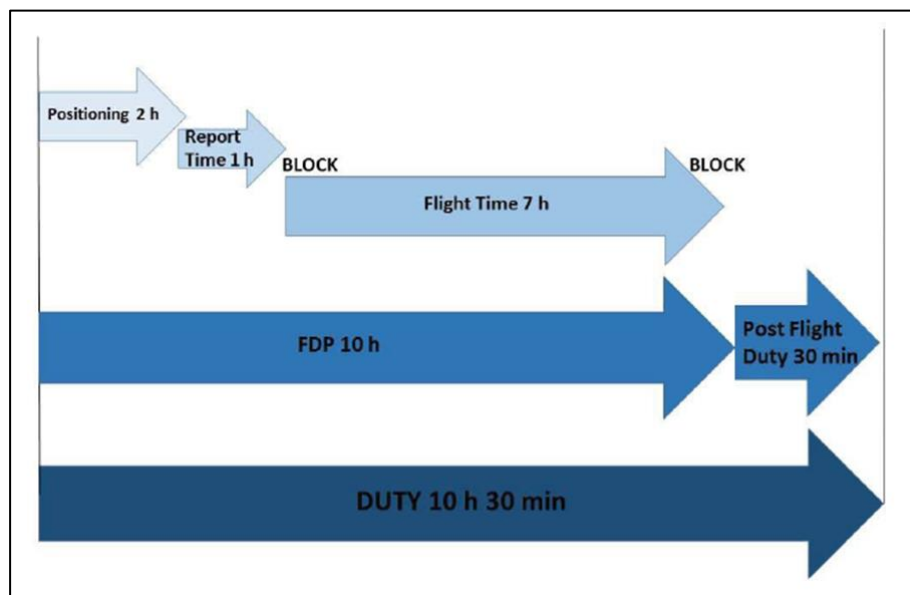 Positioning 2 h
Report
Time 1 h
BLOCK
BLOCK
Flight Time 7 h
FDP 10 h
Post Flight
Duty 30 min
DUTY 10 h 30 min